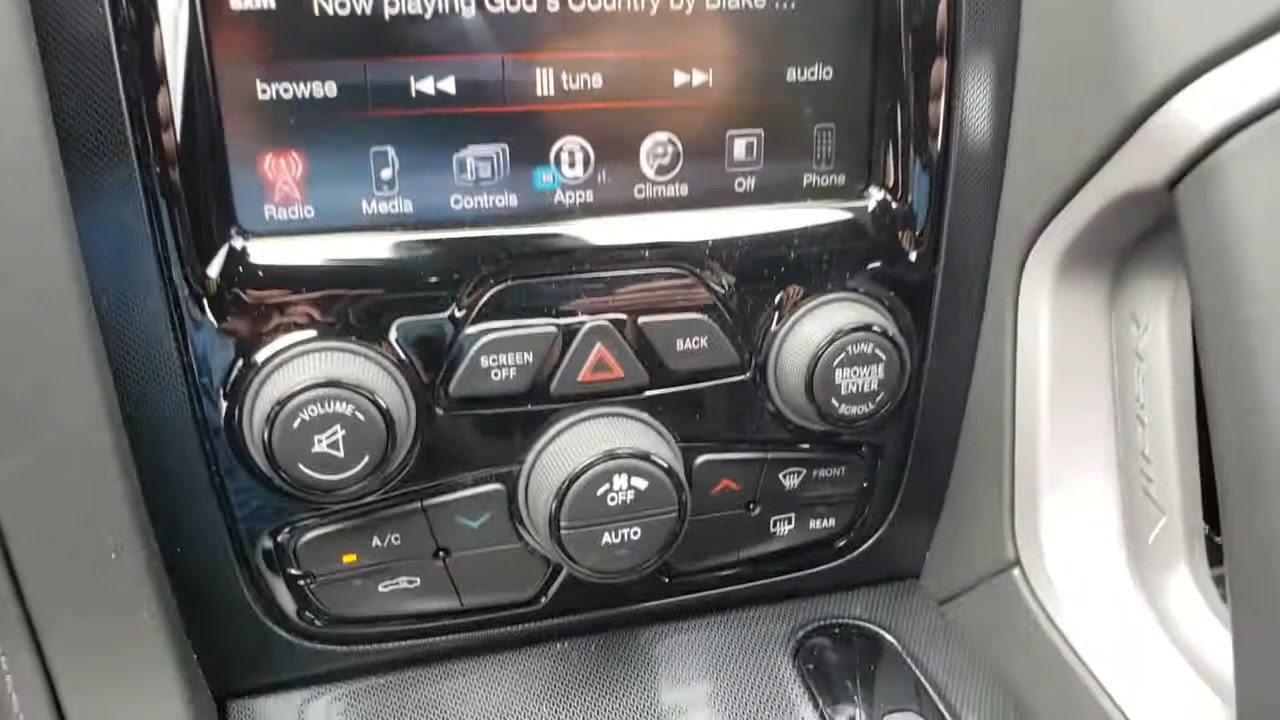 Now playing God's Country by Blake ...
browse
tune
audio
Radio
Media
Controls
Apps
Climate
Off
Phone
SCREEN
OFF
BACK
TUNE
BROWSE
ENTER
SCROLL
VOLUME
OFF
AUTO
A/C
FRONT
REAR